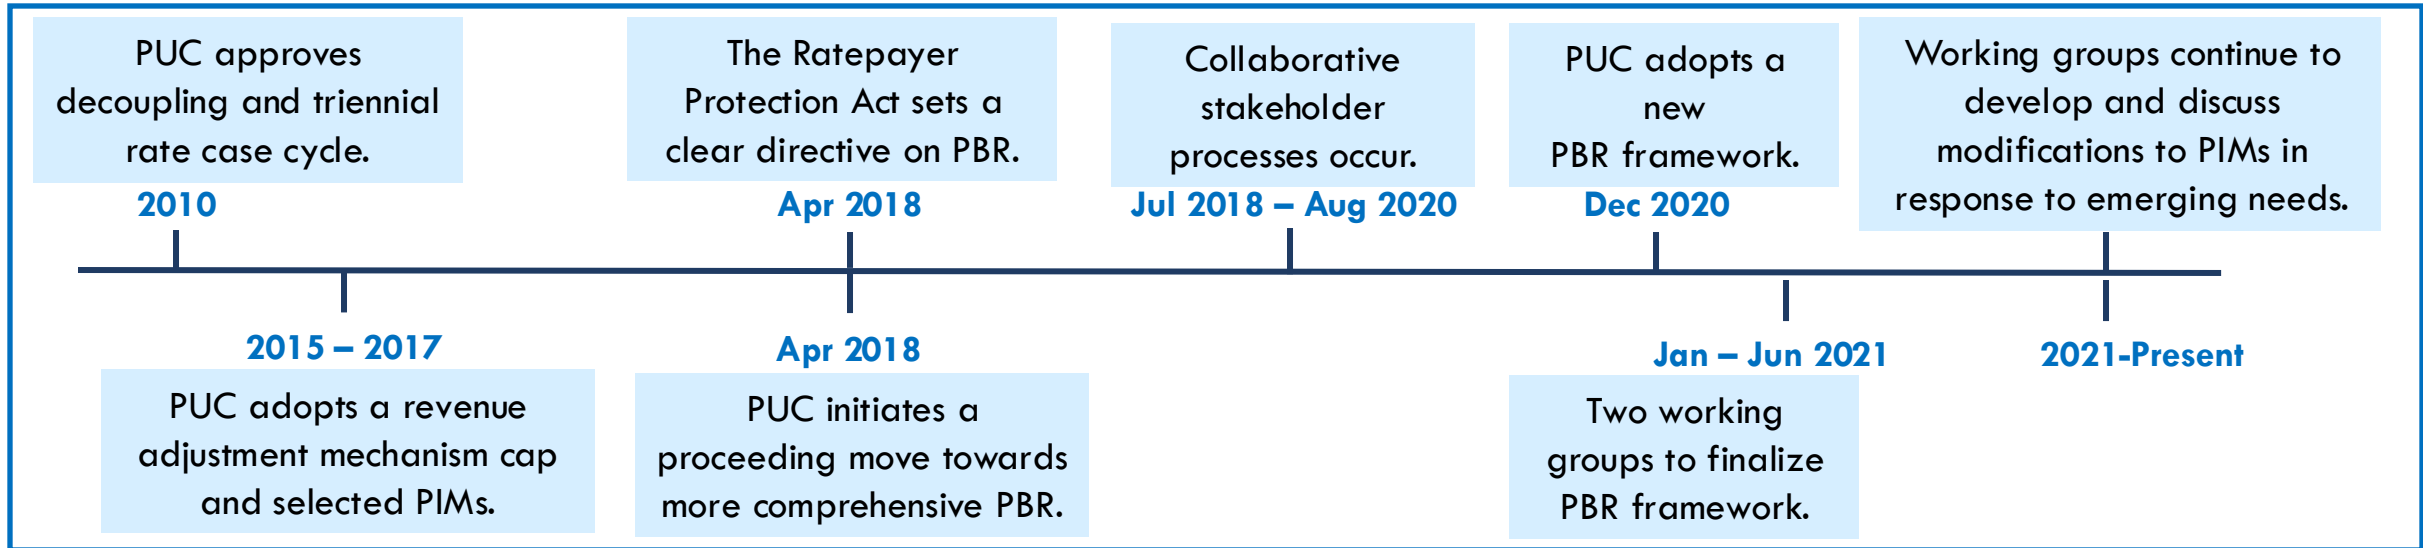 PUC approves
decoupling and triennial
rate case cycle.
2010
2015 – 2017
PUC adopts a revenue
adjustment mechanism cap
and selected PIMs.
The Ratepayer
Protection Act sets a
clear directive on PBR.
Apr 2018
Apr 2018
PUC initiates a
proceeding move towards
more comprehensive PBR.
Collaborative
stakeholder
processes occur.
Jul 2018 – Aug 2020
PUC adopts a
new
PBR framework.
Dec 2020
Jan – Jun 2021
Two working
groups to finalize
PBR framework.
Working groups continue to
develop and discuss
modifications to PIMs in
response to emerging needs.
2021-Present